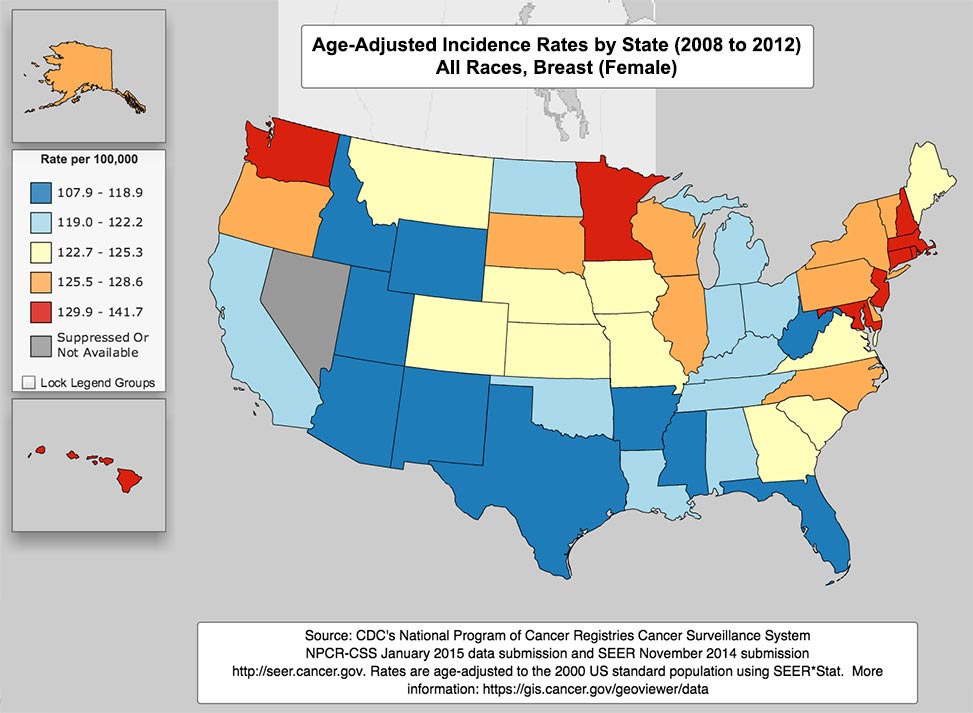 Age-Adjusted Incidence Rates by State (2008 to 2012)
All Races, Breast (Female)
Rate per 100,000
107.9 - 118.9
119.0 - 122.2
122.7 - 125.3
125.5 - 128.6
129.9 - 141.7
Suppressed Or
Not Available
Lock Legend Groups
Source: CDC's National Program of Cancer Registries Cancer Surveillance System
NPCR-CSS January 2015 data submission and SEER November 2014 submission
http://seer.cancer.gov. Rates are age-adjusted to the 2000 US standard population using SEER*Stat. More
information: https://gis.cancer.gov/geoviewer/data